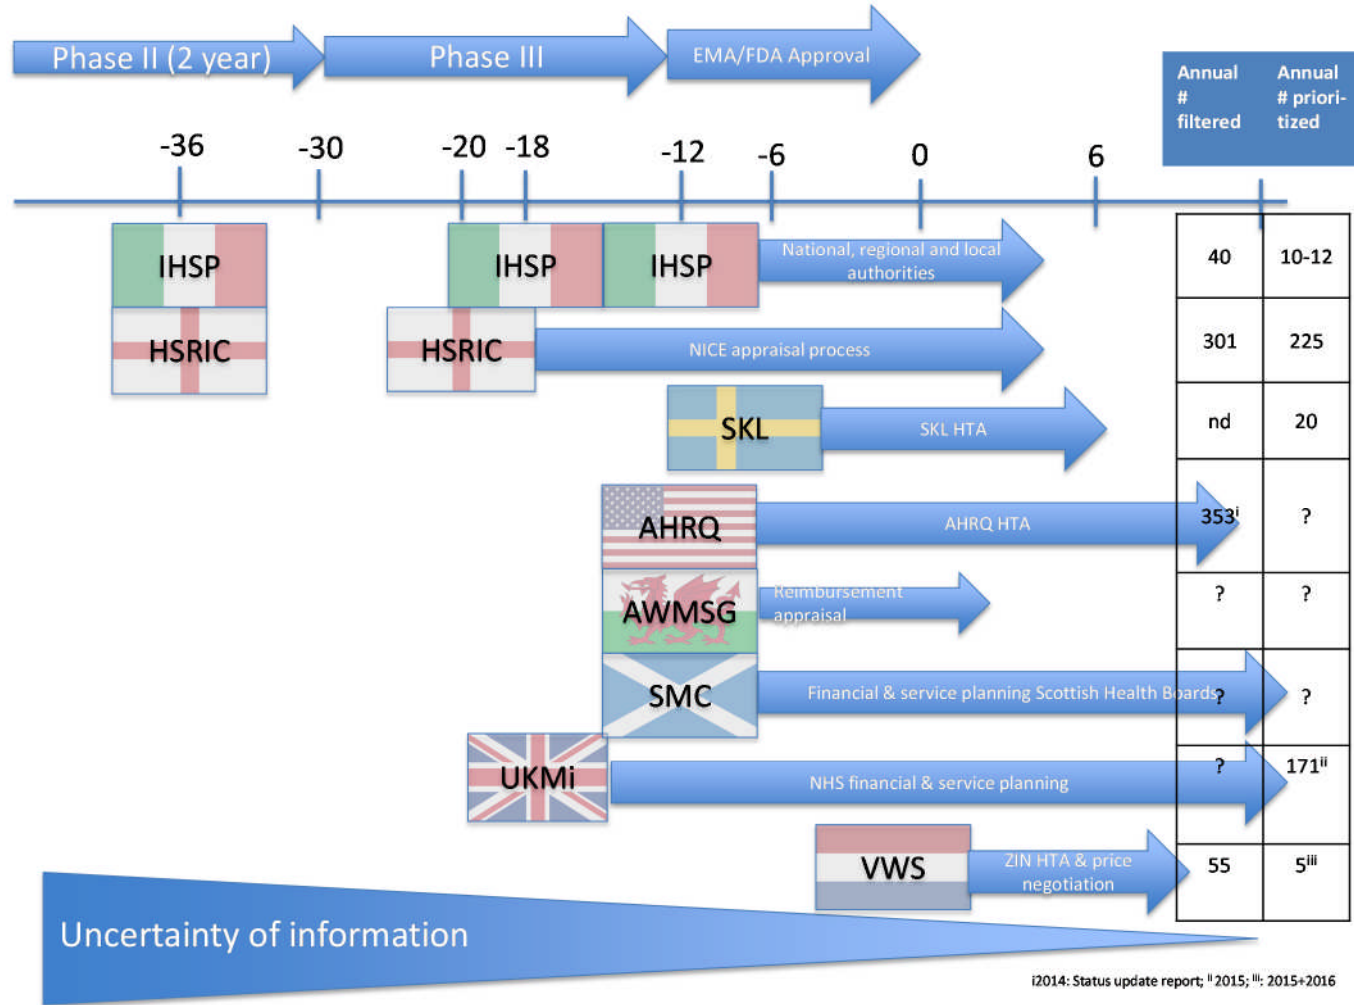 Phase II (2 year)
Phase III
EMA/FDA Approval
Annual
#
filtered
Annual
# priori-
tized
-36
-30
-20
-18
-12
-6
0
6
IHSP
IHSP
IHSP
National, regional and local
authorities
40
10-12
HSRIC
HSRIC
NICE appraisal process
301
225
SKL
SKL HTA
nd
20
AHRQ
AHRQ HTA
353i
?
AWMSG
Reimbursement
appraisal
?
?
SMC
Financial & service planning Scottish Health Boards
?
?
UKMi
NHS financial & service planning
?
171ii
VWS
ZIN HTA & price
negotiation
55
5iii
Uncertainty of information
i2014: Status update report; ii 2015; iii: 2015+2016